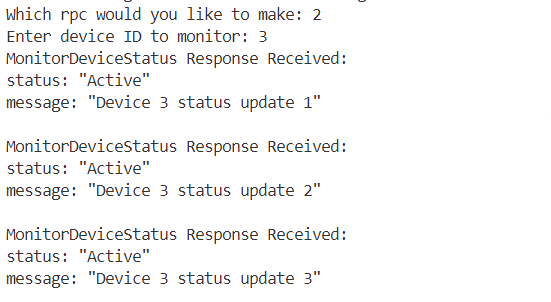 Which rpc would you like to make: 2
Enter device ID to monitor: 3
MonitorDeviceStatus Response Received:
status: "Active"
message: "Device 3 status update 1"

MonitorDeviceStatus Response Received:
status: "Active"
message: "Device 3 status update 2"

MonitorDeviceStatus Response Received:
status: "Active"
message: "Device 3 status update 3"